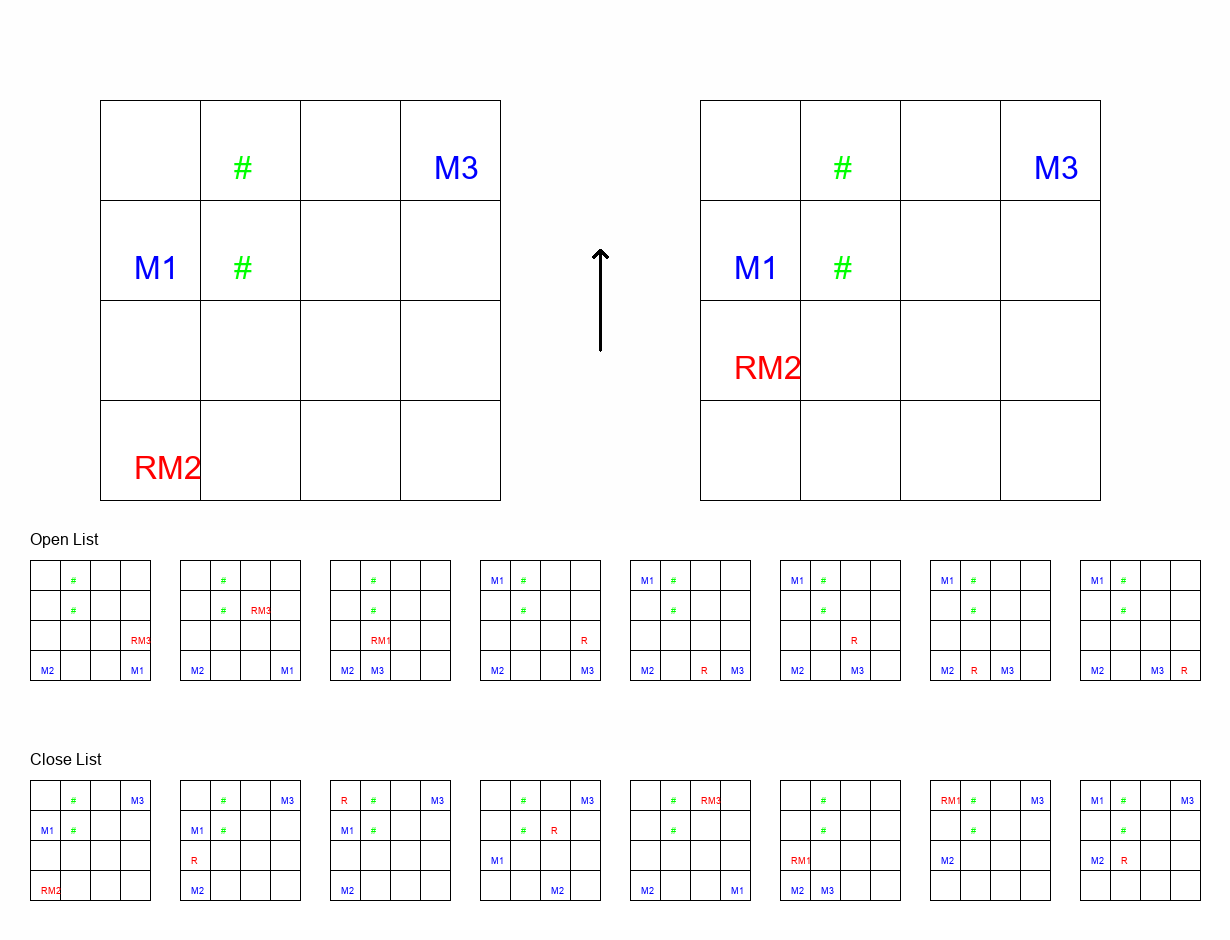 # M3 # M3
M1 # M1 #
RM2
RM2
Open List
# # # M1 # M1 # M1 # M1 # M1 #
# # RM3 # # # # # #
RM3 RM1 R R
M2 M1 M2 M1 M2 M3 M2 M3 M2 R M3 M2 M3 M2 R M3 M2 M3 R
Close List
# M3 # M3 R # M3 # M3 # RM3 # RM1 # M3 M1 # M3
M1 # M1 # M1 # # R # # # #
R M1 RM1 M2 M2 R
RM2 M2 M2 M2 M2 M1 M2 M3